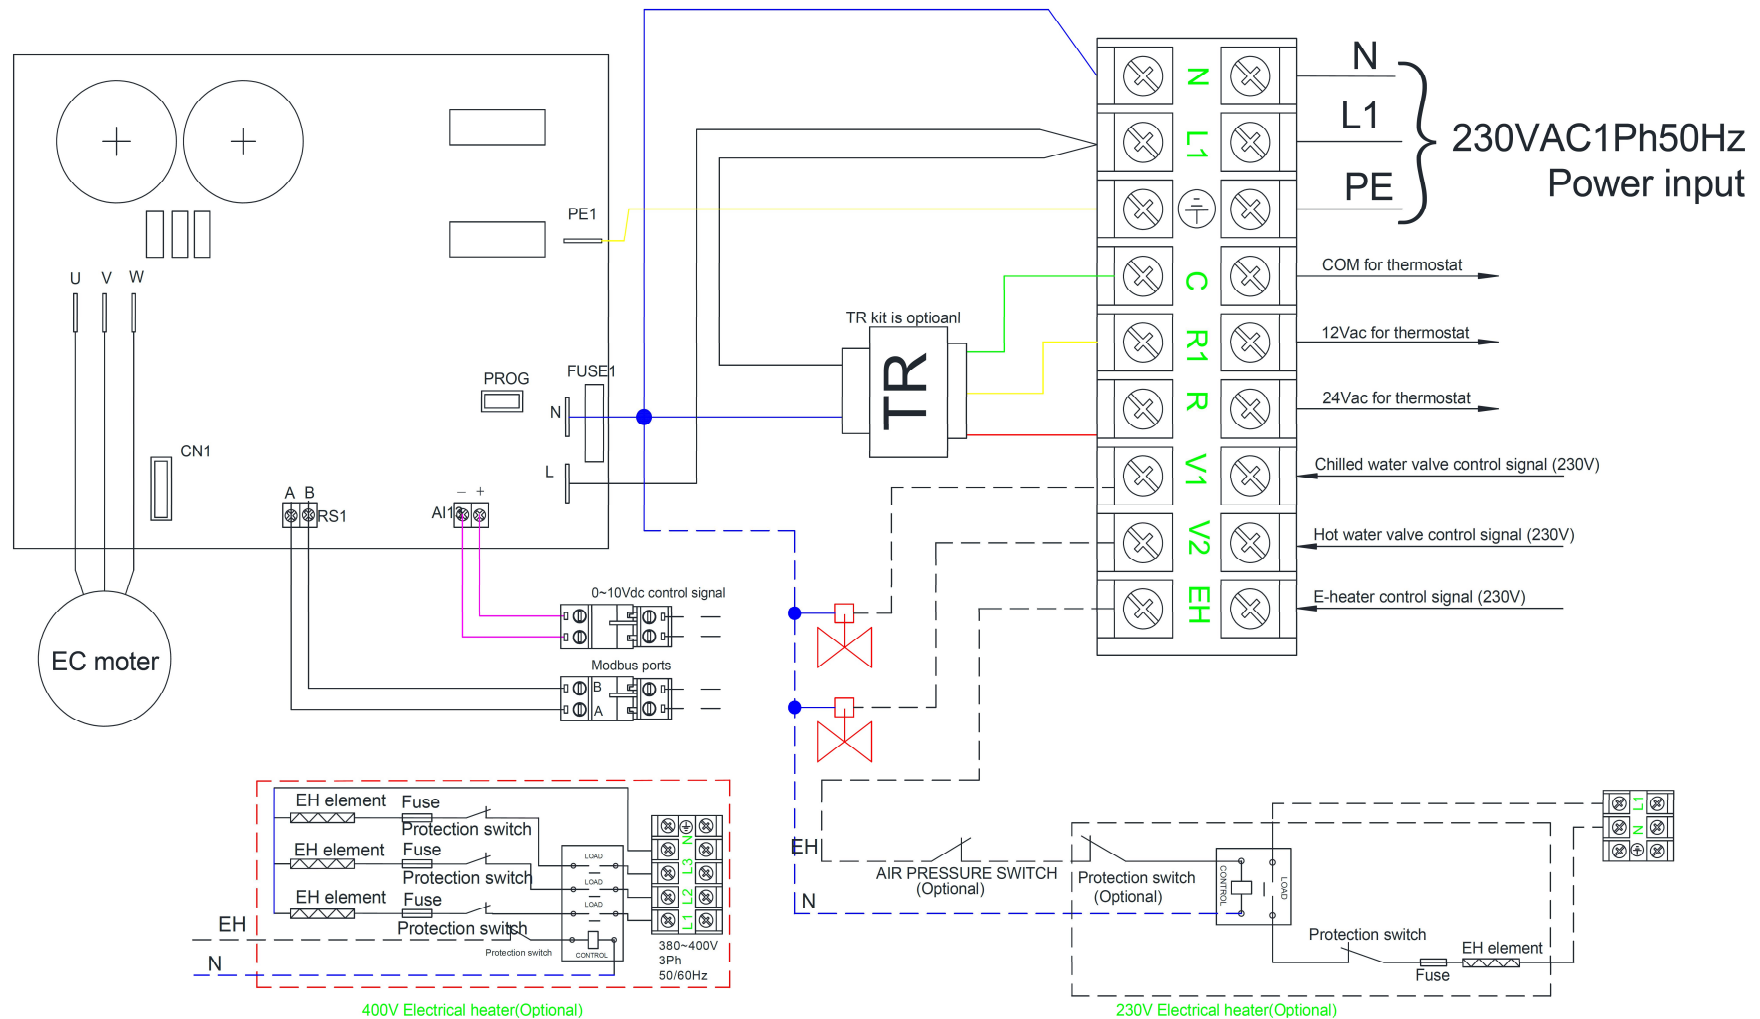 N
L1
PE
230VAC1Ph50Hz
Power input
N
L1
C
R1
R
V1
V2
EH
COM for thermostat
12Vac for thermostat
24Vac for thermostat
Chilled water valve control signal (230V)
Hot water valve control signal (230V)
E-heater control signal (230V)
PE1
U V W
TR kit is optioanl
TR
PROG
FUSE1
N
L
CN1
A B
RS1
− +
AI1
EC moter
0~10Vdc control signal
Modbus ports
B
A
EH element
Fuse
Protection switch
EH element
Fuse
Protection switch
EH element
Fuse
Protection switch
EH
N
Protection switch
LOAD
LOAD
LOAD
CONTROL
N
L3
L2
L1
380~400V
3Ph
50/60Hz
400V Electrical heater(Optional)
EH
N
AIR PRESSURE SWITCH
(Optional)
Protection switch
(Optional)
CONTROL
LOAD
Protection switch
Fuse
EH element
L1
N
230V Electrical heater(Optional)